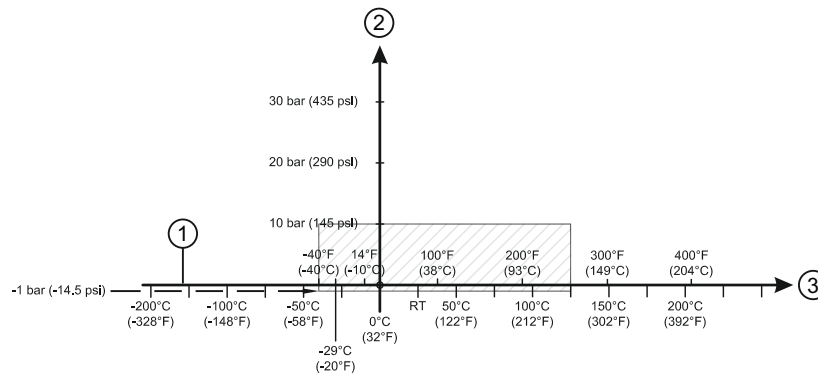 2
30 bar (435 psi)
20 bar (290 psi)
10 bar (145 psi)
1
-40°F 14°F 100°F 200°F 300°F 400°F
(-40°C) (-10°C) (38°C) (93°C) (149°C) (204°C)
-1 bar (-14.5 psi)
3
-200°C -100°C -50°C RT 50°C 100°C 150°C 200°C
(-328°F) (-148°F) (-58°F) (122°F) (212°F) (302°F) (392°F)
0°C
(32°F)
-29°C
(-20°F)